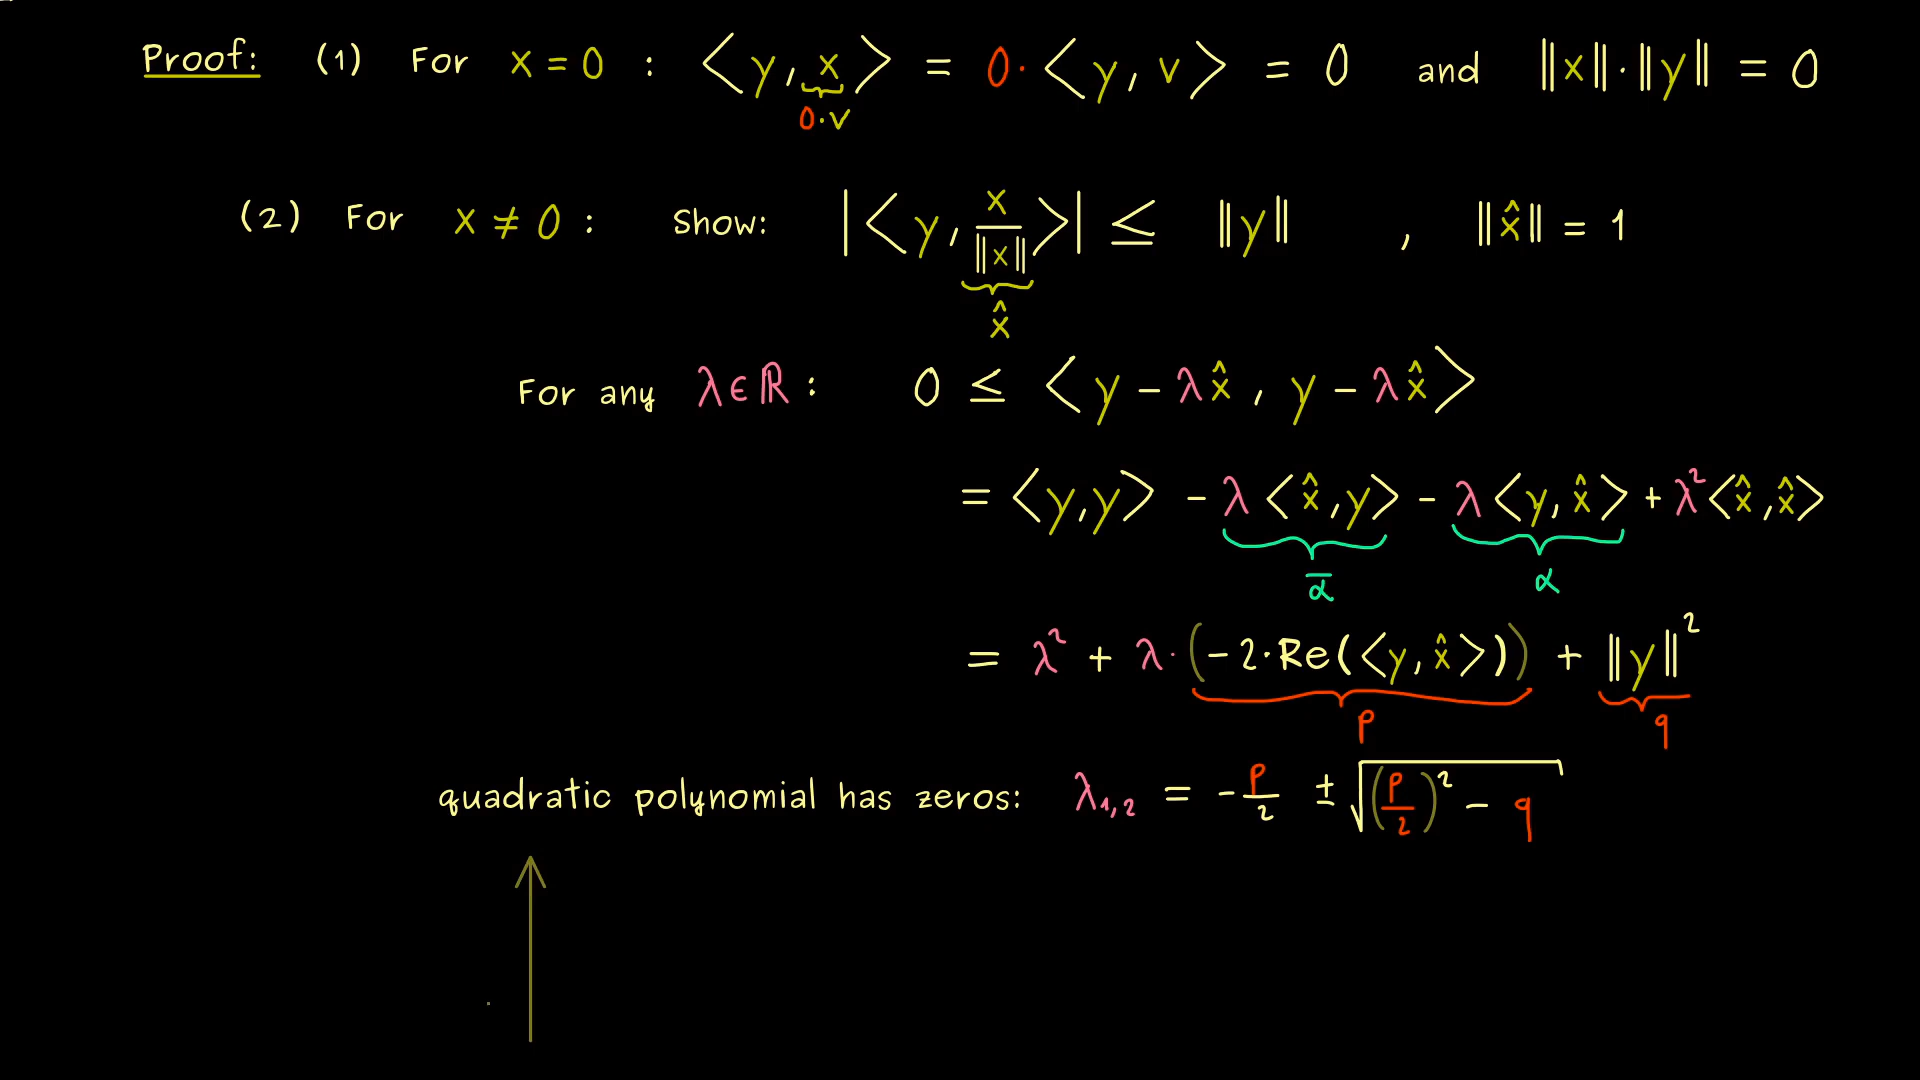 Proof: (1) For x = 0 : ⟨y, x⟩ = 0·⟨y, v⟩ = 0 and ‖x‖·‖y‖ = 0
0·v
(2) For x ≠ 0 : Show: |⟨y, x/‖x‖⟩| ≤ ‖y‖ , ‖x̂‖ = 1
x̂
For any λ∈ℝ : 0 ≤ ⟨y − λx̂, y − λx̂⟩
= ⟨y,y⟩ − λ⟨x̂,y⟩ − λ⟨y,x̂⟩ + λ²⟨x̂,x̂⟩
ᾱ α
= λ² + λ·(−2·Re(⟨y,x̂⟩)) + ‖y‖²
p q
quadratic polynomial has zeros: λ₁,₂ = −p/2 ± √((p/2)² − q)